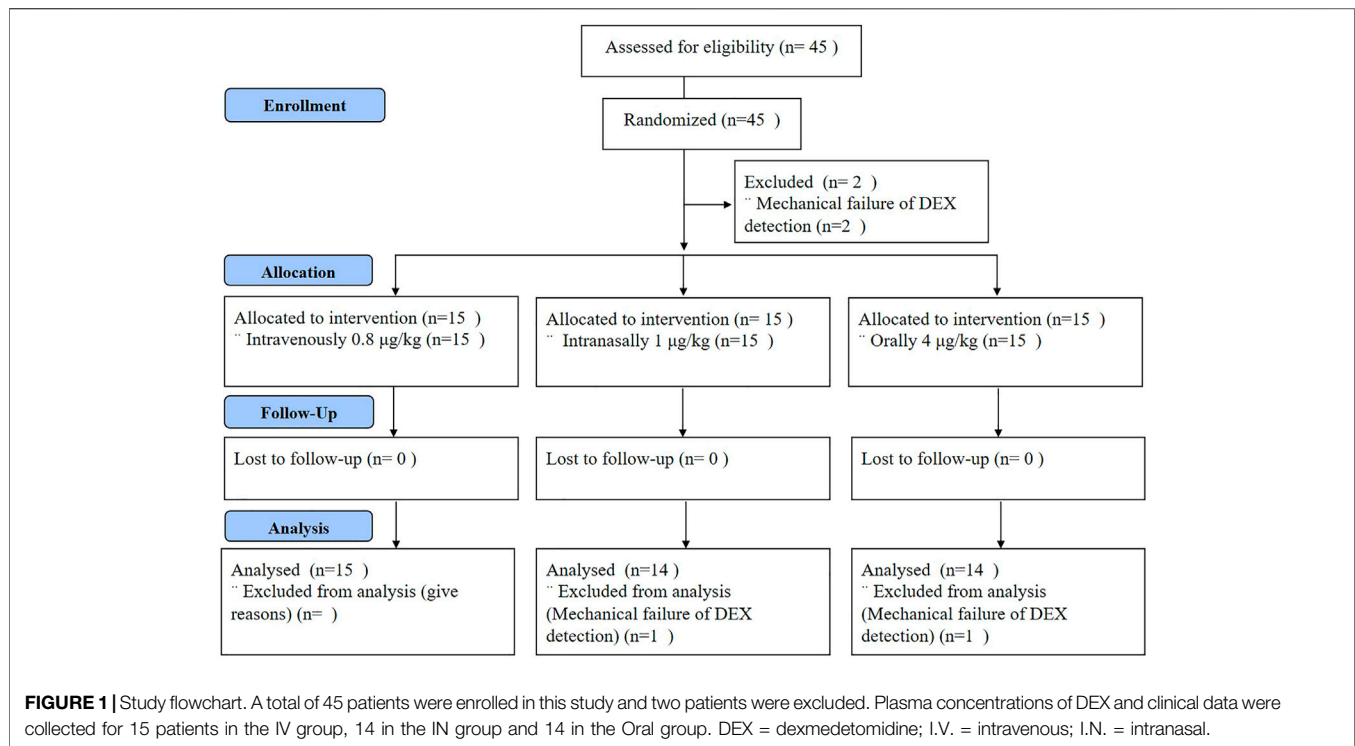 Assessed for eligibility (n= 45 )
Enrollment
Randomized (n=45 )
Excluded (n= 2 )
¨ Mechanical failure of DEX
detection (n=2 )
Allocation
Allocated to intervention (n=15 )
¨ Intravenously 0.8 μg/kg (n=15 )
Allocated to intervention (n= 15 )
¨ Intranasally 1 μg/kg (n=15 )
Allocated to intervention (n=15 )
¨ Orally 4 μg/kg (n=15 )
Follow-Up
Lost to follow-up (n= 0 )
Lost to follow-up (n= 0 )
Lost to follow-up (n= 0 )
Analysis
Analysed (n=15 )
¨ Excluded from analysis (give
reasons) (n= )
Analysed (n=14 )
¨ Excluded from analysis
(Mechanical failure of DEX
detection) (n=1 )
Analysed (n=14 )
¨ Excluded from analysis
(Mechanical failure of DEX
detection) (n=1 )
FIGURE 1 | Study flowchart. A total of 45 patients were enrolled in this study and two patients were excluded. Plasma concentrations of DEX and clinical data were
collected for 15 patients in the IV group, 14 in the IN group and 14 in the Oral group. DEX = dexmedetomidine; I.V. = intravenous; I.N. = intranasal.